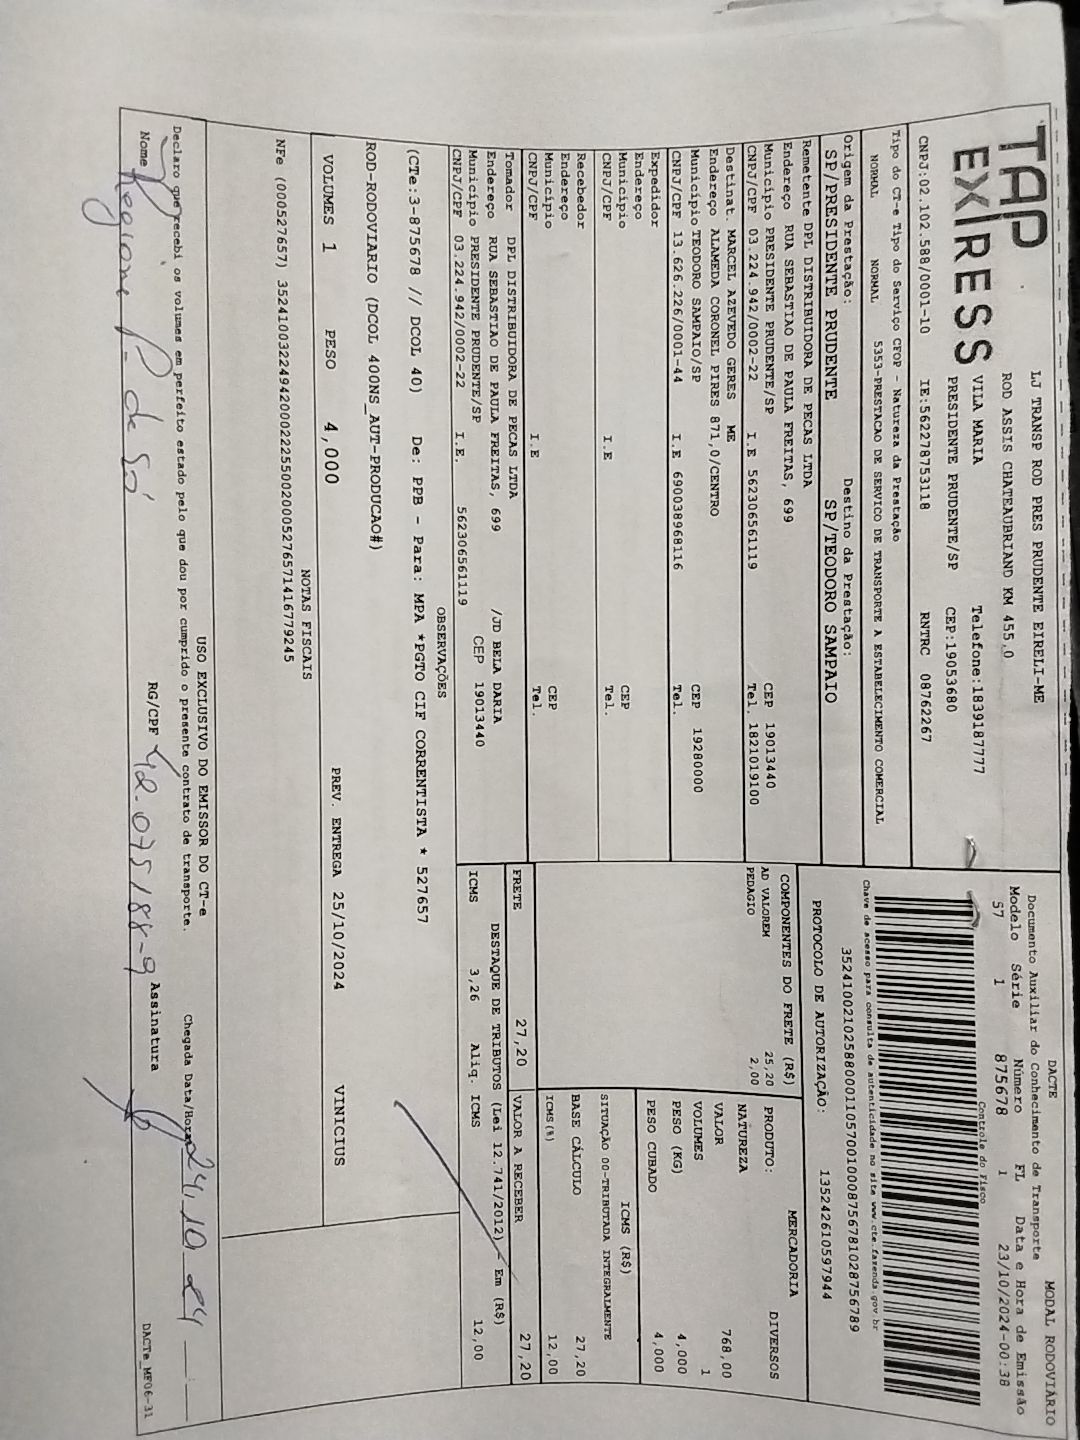 TAP
EX|RESS
LJ TRANSP ROD PRES PRUDENTE EIRELI-ME
ROD ASSIS CHATEAUBRIAND KM 455,0
VILA MARIA Telefone:1839187777
PRESIDENTE PRUDENTE/SP CEP:19053680
CNPJ:02.102.588/0001-10 IE:562278753118 RNTRC 08762267
DACTE MODAL RODOVIÁRIO
Documento Auxiliar do Conhecimento de Transporte
Modelo Série Número FL Data e Hora de Emissão
57 1 875678 1 23/10/2024-00:38
Controle do Fisco
Chave de acesso para consulta de autenticidade no site www.cte.fazenda.gov.br
35241002102588000110570010008756781028756789
PROTOCOLO DE AUTORIZAÇÃO: 135242610597944
Tipo do CT-e Tipo do Serviço CFOP - Natureza da Prestação
NORMAL NORMAL 5353-PRESTACAO DE SERVICO DE TRANSPORTE A ESTABELECIMENTO COMERCIAL
Origem da Prestação: Destino da Prestação:
SP/PRESIDENTE PRUDENTE SP/TEODORO SAMPAIO
Remetente DPL DISTRIBUIDORA DE PECAS LTDA
Endereço RUA SEBASTIAO DE PAULA FREITAS, 699
Município PRESIDENTE PRUDENTE/SP CEP 19013440
CNPJ/CPF 03.224.942/0002-22 I.E 562306561119 Tel. 1821019100
Destinat. MARCEL AZEVEDO GERES ME
Endereço ALAMEDA CORONEL PIRES 871,0/CENTRO
Município TEODORO SAMPAIO/SP CEP 19280000
CNPJ/CPF 13.626.226/0001-44 I.E 690038968116 Tel.
Expedidor
Endereço
Município CEP
CNPJ/CPF I.E Tel.
Recebedor
Endereço
Município CEP
CNPJ/CPF I.E Tel.
Tomador DPL DISTRIBUIDORA DE PECAS LTDA
Endereço RUA SEBASTIAO DE PAULA FREITAS, 699 /JD BELA DARIA
Município PRESIDENTE PRUDENTE/SP CEP 19013440
CNPJ/CPF 03.224.942/0002-22 I.E. 562306561119
COMPONENTES DO FRETE (R$)
AD VALOREM 25,20
PEDAGIO 2,00
FRETE 27,20
PRODUTO: MERCADORIA
NATUREZA DIVERSOS
VALOR 768,00
VOLUMES 1
PESO (KG) 4,000
PESO CUBADO 4,000
ICMS (R$)
SITUAÇÃO 00-TRIBUTADA INTEGRALMENTE
BASE CÁLCULO 27,20
ICMS(%) 12,00
VALOR A RECEBER 27,20
DESTAQUE DE TRIBUTOS (Lei 12.741/2012) - Em (R$)
ICMS 3,26 Aliq. ICMS 12,00
OBSERVAÇÕES
(CTe:3-875678 // DCOL 40) De: PPB - Para: MPA *PGTO CIF CORRENTISTA * 527657
ROD-RODOVIARIO (DCOL 400NS_AUT-PRODUCAO#)
VOLUMES 1 PESO 4,000 PREV. ENTREGA 25/10/2024 VINICIUS
NOTAS FISCAIS
NFe (000527657) 35241003224942000222550020005276571416779245
USO EXCLUSIVO DO EMISSOR DO CT-e
Declaro que recebi os volumes em perfeito estado pelo que dou por cumprido o presente contrato de transporte. Chegada Data/Hora 24.10.24
Nome Regiane P. de Sá RG/CPF 42.075188-9 Assinatura
DACTe_MF06-31